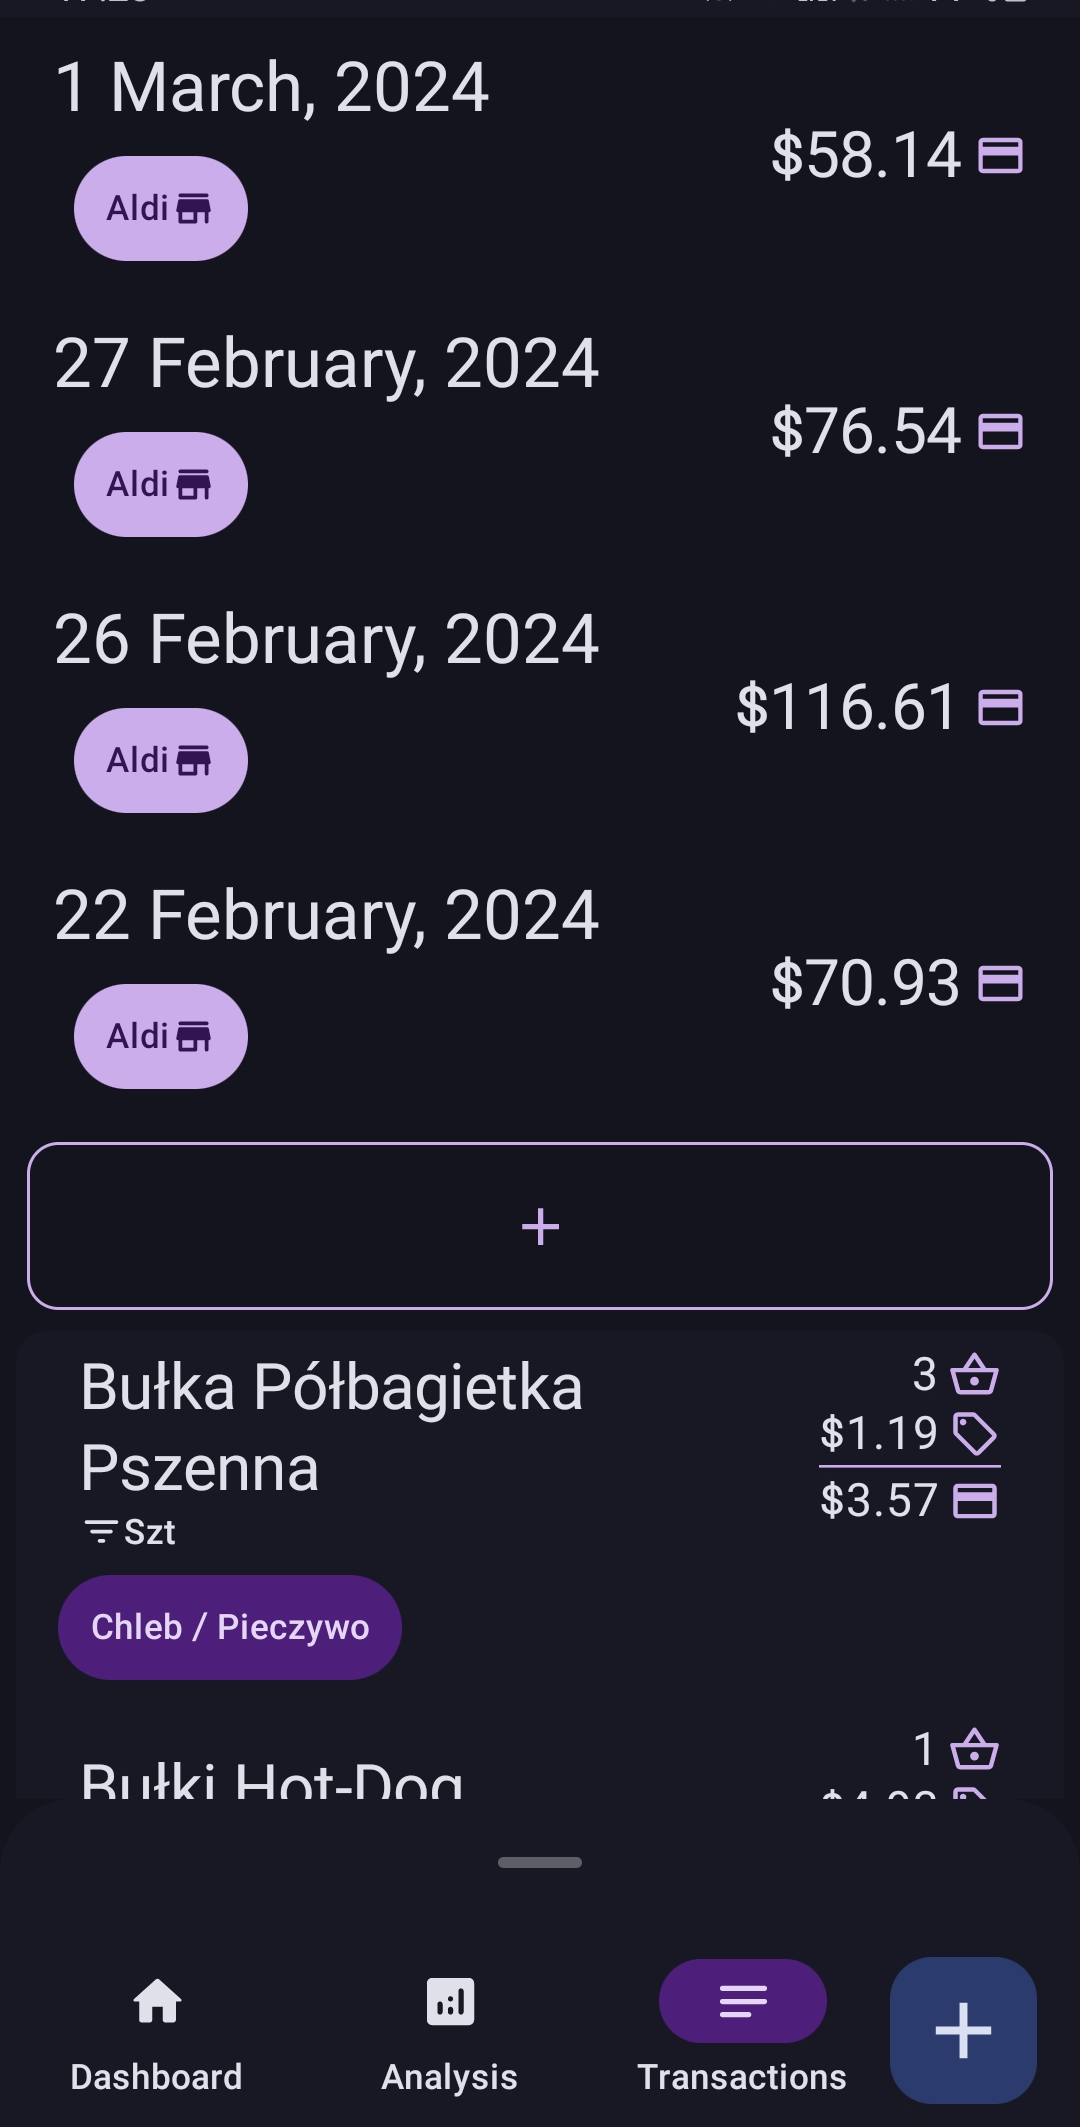 1 March, 2024
$58.14
Aldi
27 February, 2024
$76.54
Aldi
26 February, 2024
$116.61
Aldi
22 February, 2024
$70.93
Aldi
+
Bułka Półbagietka
Pszenna
3
$1.19
$3.57
Szt
Chleb / Pieczywo
1
Bułki Hot-Dog
Dashboard
Analysis
Transactions
+